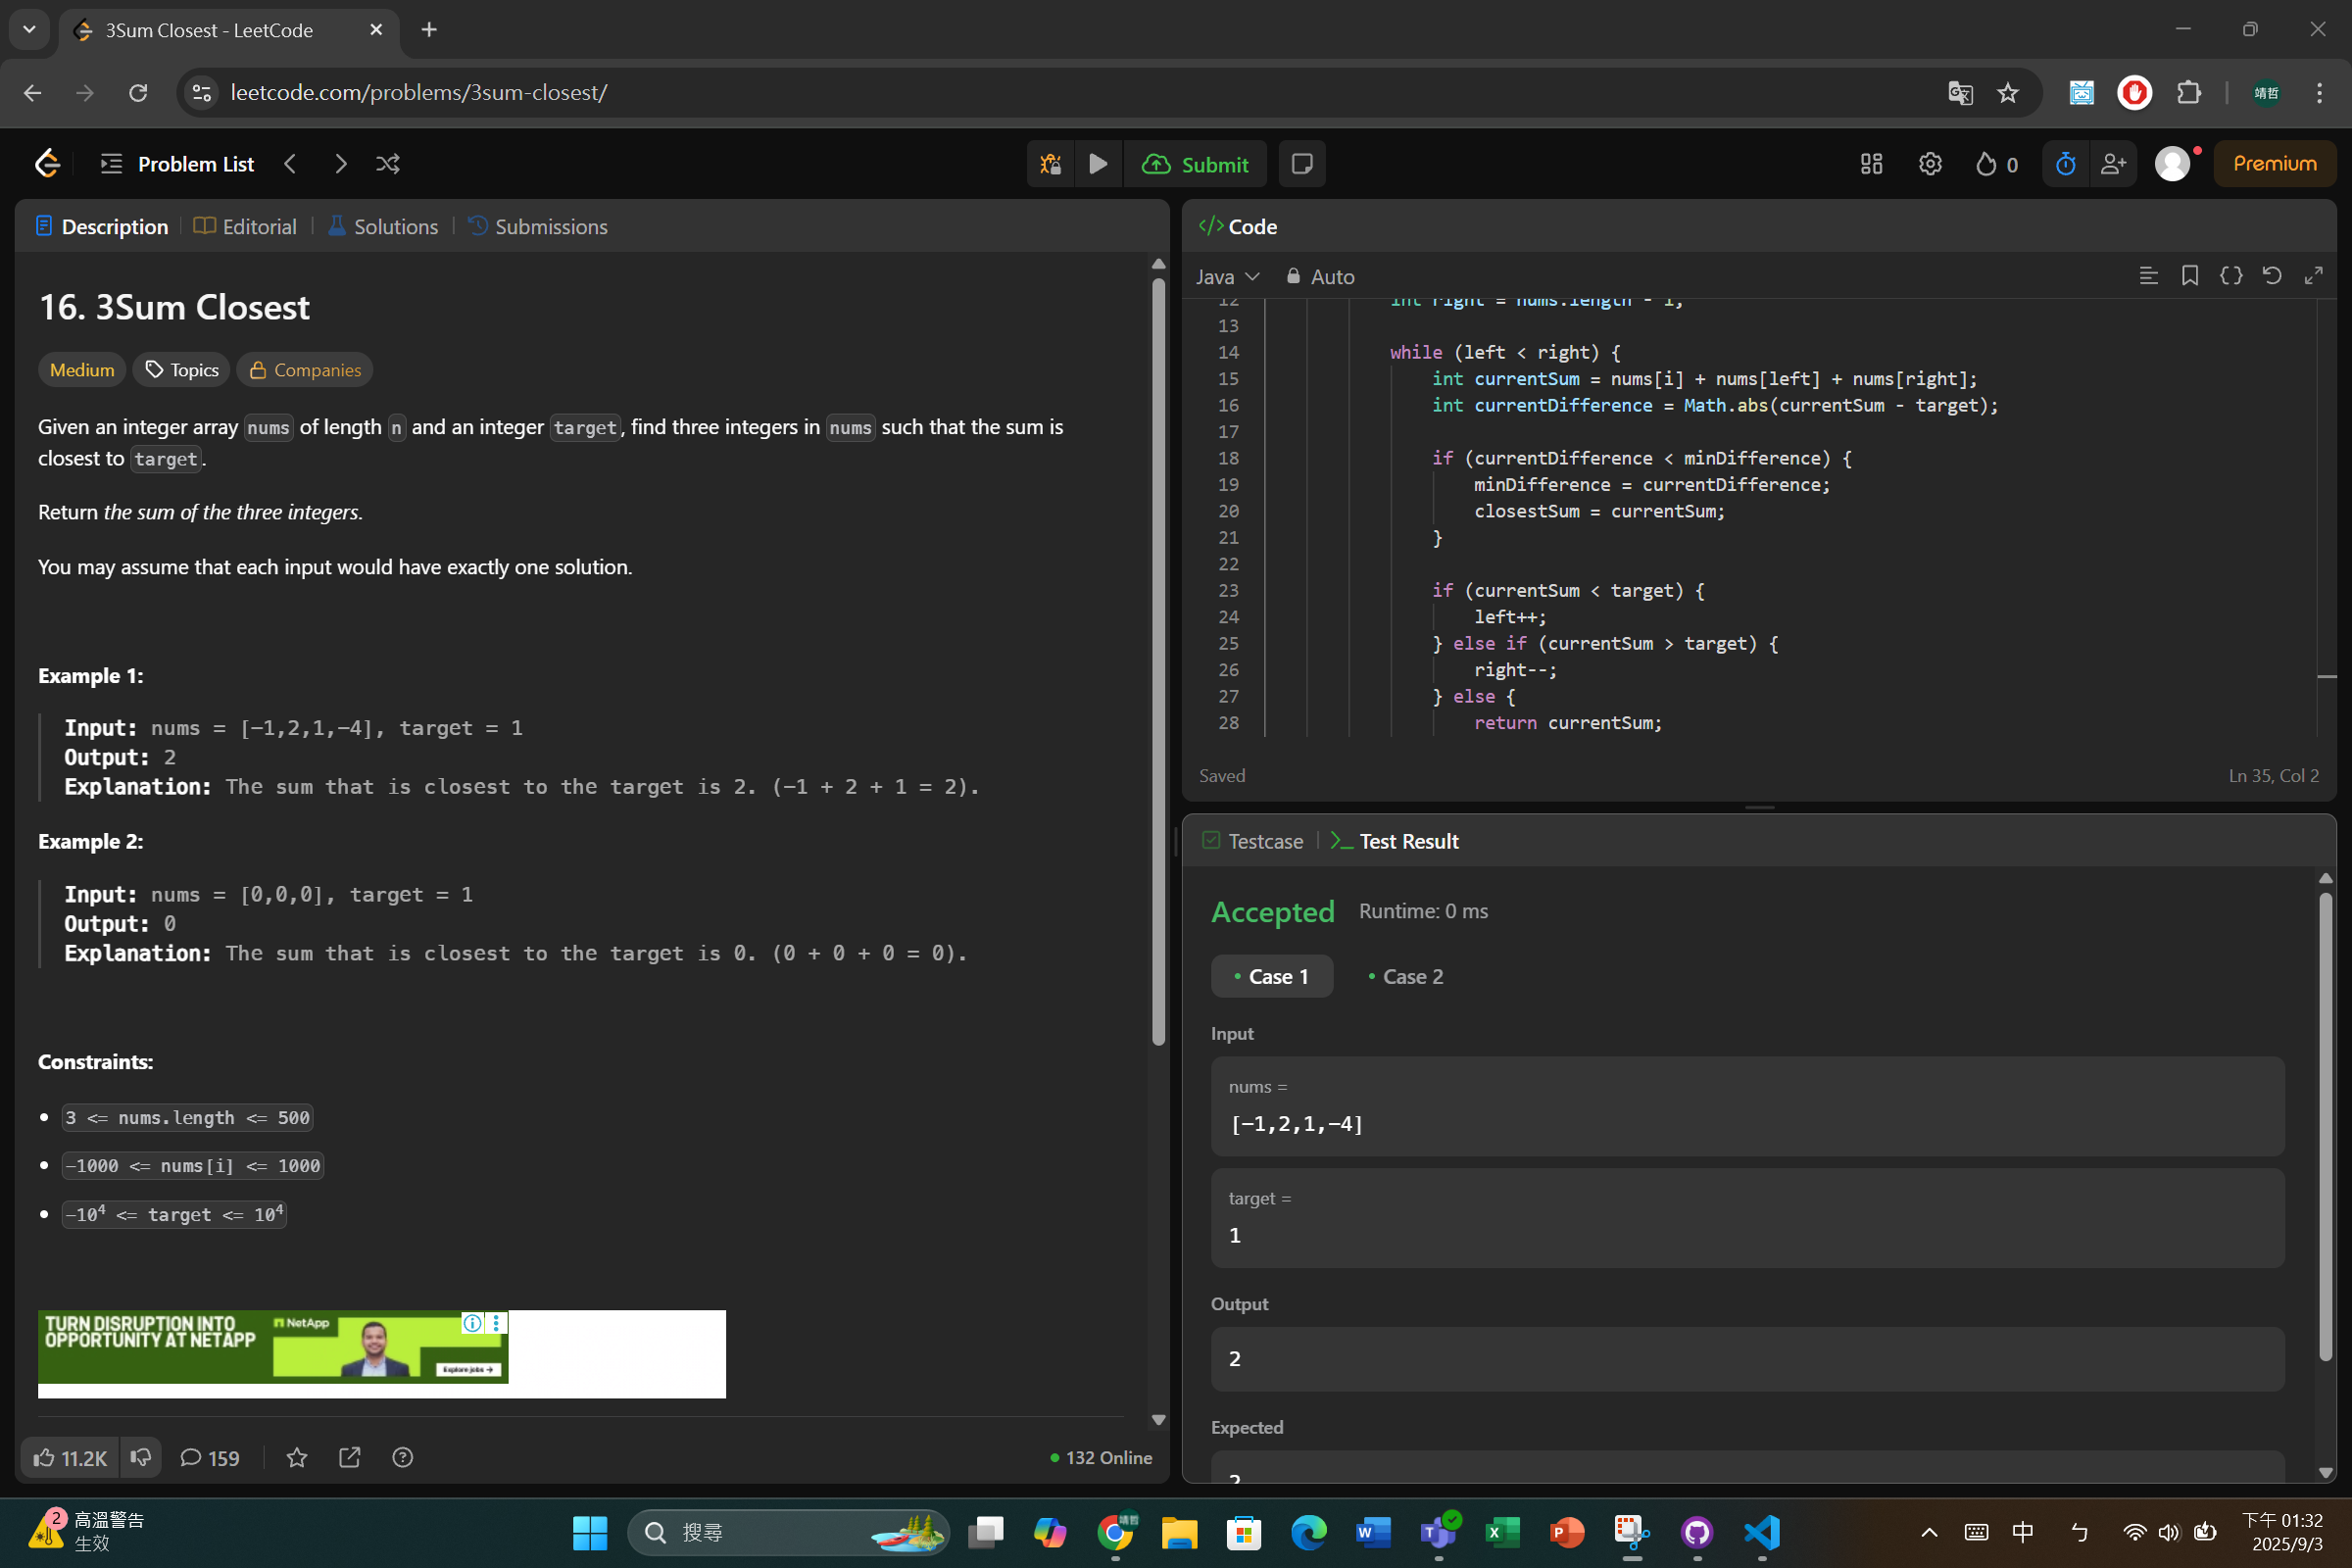 3Sum Closest - LeetCode
leetcode.com/problems/3sum-closest/
靖哲
Problem List
Submit
0
Premium
Description
Editorial
Solutions
Submissions
16. 3Sum Closest
Medium
Topics
Companies
Given an integer array nums of length n and an integer target, find three integers in nums such that the sum is
closest to target.
Return the sum of the three integers.
You may assume that each input would have exactly one solution.
Example 1:
Input: nums = [-1,2,1,-4], target = 1
Output: 2
Explanation: The sum that is closest to the target is 2. (-1 + 2 + 1 = 2).
Example 2:
Input: nums = [0,0,0], target = 1
Output: 0
Explanation: The sum that is closest to the target is 0. (0 + 0 + 0 = 0).
Constraints:
3 <= nums.length <= 500
-1000 <= nums[i] <= 1000
-10⁴ <= target <= 10⁴
TURN DISRUPTION INTO
OPPORTUNITY AT NETAPP
NetApp
Explore jobs →
11.2K
159
132 Online
</> Code
Java
Auto
12 int right = nums.length - 1;
13
14 while (left < right) {
15 int currentSum = nums[i] + nums[left] + nums[right];
16 int currentDifference = Math.abs(currentSum - target);
17
18 if (currentDifference < minDifference) {
19 minDifference = currentDifference;
20 closestSum = currentSum;
21 }
22
23 if (currentSum < target) {
24 left++;
25 } else if (currentSum > target) {
26 right--;
27 } else {
28 return currentSum;
Saved
Ln 35, Col 2
Testcase
Test Result
Accepted
Runtime: 0 ms
Case 1
Case 2
Input
nums =
[-1,2,1,-4]
target =
1
Output
2
Expected
2
2
高溫警告
生效
搜尋
靖哲
中
ㄅ
下午 01:32
2025/9/3